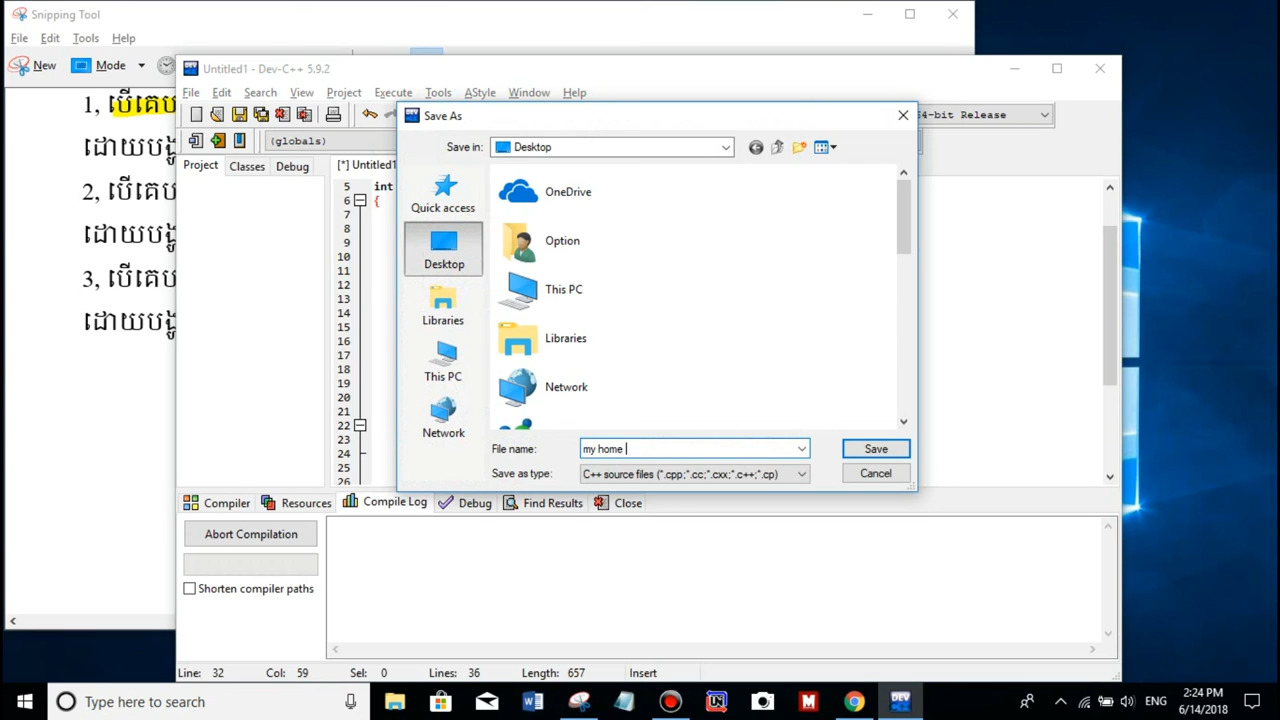 Snipping Tool
File Edit Tools Help
New Mode
1, បើគេប
ដោយបង្ហ
2, បើគេប
ដោយបង្ហ
3, បើគេប
ដោយបង្ហ
Untitled1 - Dev-C++ 5.9.2
File Edit Search View Project Execute Tools AStyle Window Help
4-bit Release
(globals)
Project Classes Debug
[*] Untitled1
5 int
6 {
7
8
9
10
11
12
13
14
15
16
17
18
19
20
21
22
23
24
25
26
Save As
Save in: Desktop
Quick access
Desktop
Libraries
This PC
Network
OneDrive
Option
This PC
Libraries
Network
File name: my home
Save
Save as type: C++ source files (*.cpp;*.cc;*.cxx;*.c++;*.cp)
Cancel
Compiler Resources Compile Log Debug Find Results Close
Abort Compilation
Shorten compiler paths
Line: 32 Col: 59 Sel: 0 Lines: 36 Length: 657 Insert
Type here to search
DEV
ENG
2:24 PM
6/14/2018